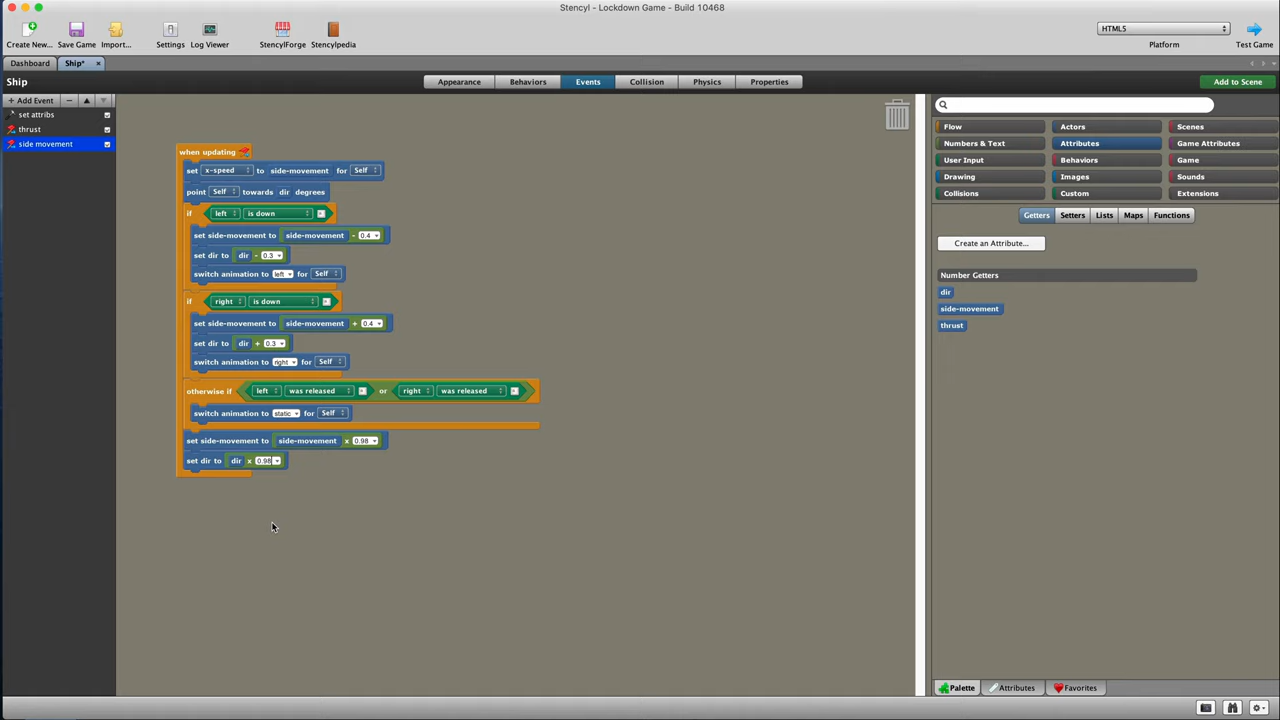 Stencyl - Lockdown Game - Build 10468
Create New... Save Game Import... Settings Log Viewer StencylForge Stencylpedia
HTML5
Platform
Test Game
Dashboard Ship* ×
Ship
Appearance Behaviors Events Collision Physics Properties
Add to Scene
+ Add Event
set attribs
thrust
side movement
when updating
set x-speed to side-movement for Self
point Self towards dir degrees
if left is down
set side-movement to side-movement - 0.4
set dir to dir - 0.3
switch animation to left for Self
if right is down
set side-movement to side-movement + 0.4
set dir to dir + 0.3
switch animation to right for Self
otherwise if left was released or right was released
switch animation to static for Self
set side-movement to side-movement x 0.98
set dir to dir x 0.98
Flow Actors Scenes
Numbers & Text Attributes Game Attributes
User Input Behaviors Game
Drawing Images Sounds
Collisions Custom Extensions
Getters Setters Lists Maps Functions
Create an Attribute...
Number Getters
dir
side-movement
thrust
Palette Attributes Favorites